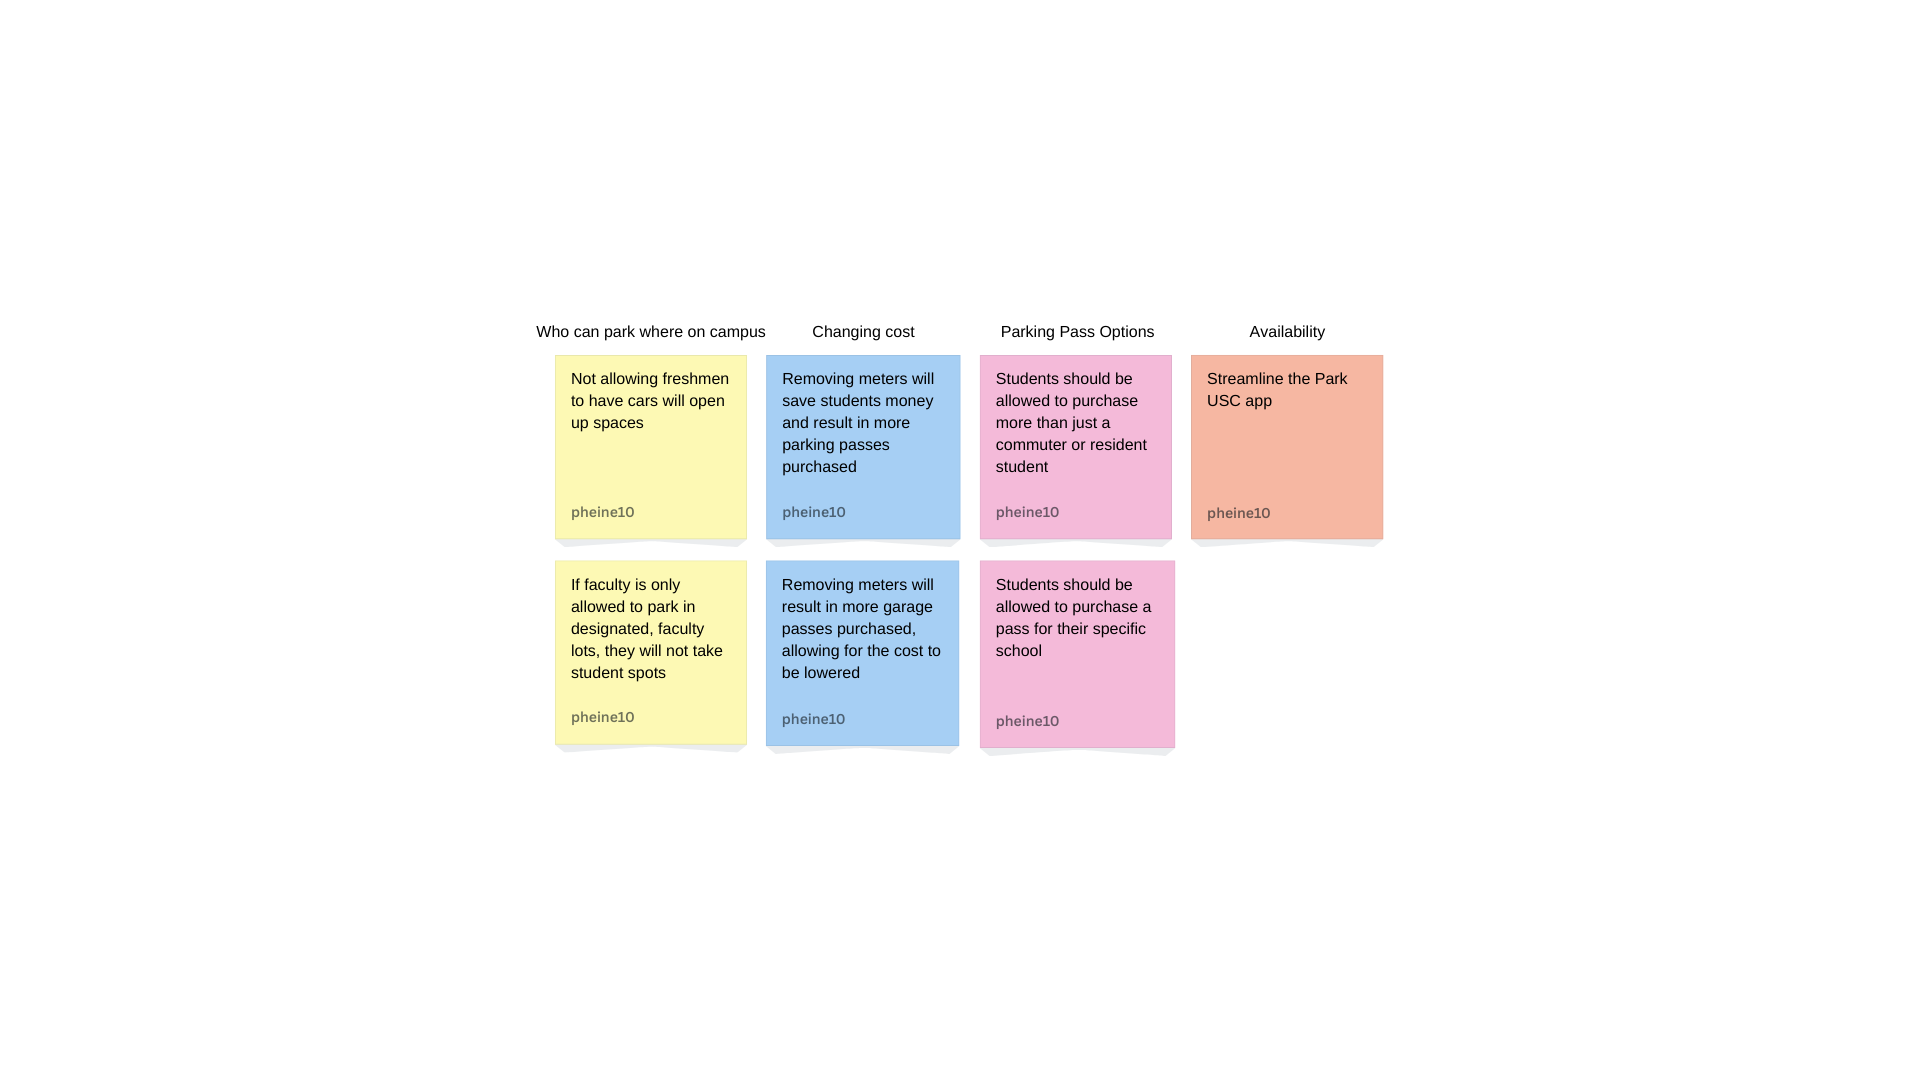 Who can park where on campus
Changing cost
Parking Pass Options
Availability
Not allowing freshmen
to have cars will open
up spaces
pheine10
Removing meters will
save students money
and result in more
parking passes
purchased
pheine10
Students should be
allowed to purchase
more than just a
commuter or resident
student
pheine10
Streamline the Park
USC app
pheine10
If faculty is only
allowed to park in
designated, faculty
lots, they will not take
student spots
pheine10
Removing meters will
result in more garage
passes purchased,
allowing for the cost to
be lowered
pheine10
Students should be
allowed to purchase a
pass for their specific
school
pheine10